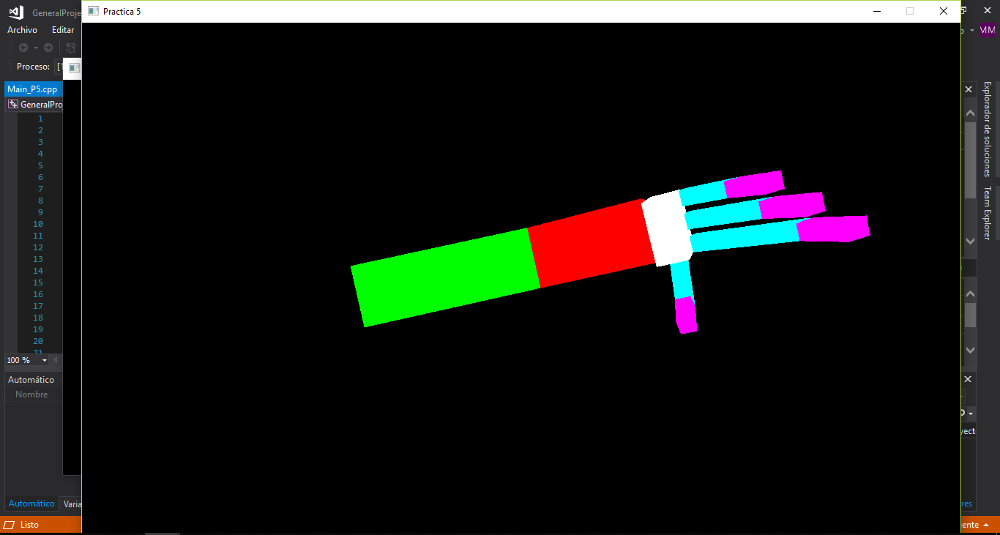 GeneralProje
Practica 5
MM
Archivo
Editar
Proceso:
Main_P5.cpp
GeneralPro
1
2
3
4
5
6
7
8
9
10
11
12
13
14
15
16
17
18
19
20
21
100 %
Automático
Nombre
Automático
Varia
Listo
Explorador de soluciones
Team Explorer
yect
res
ente